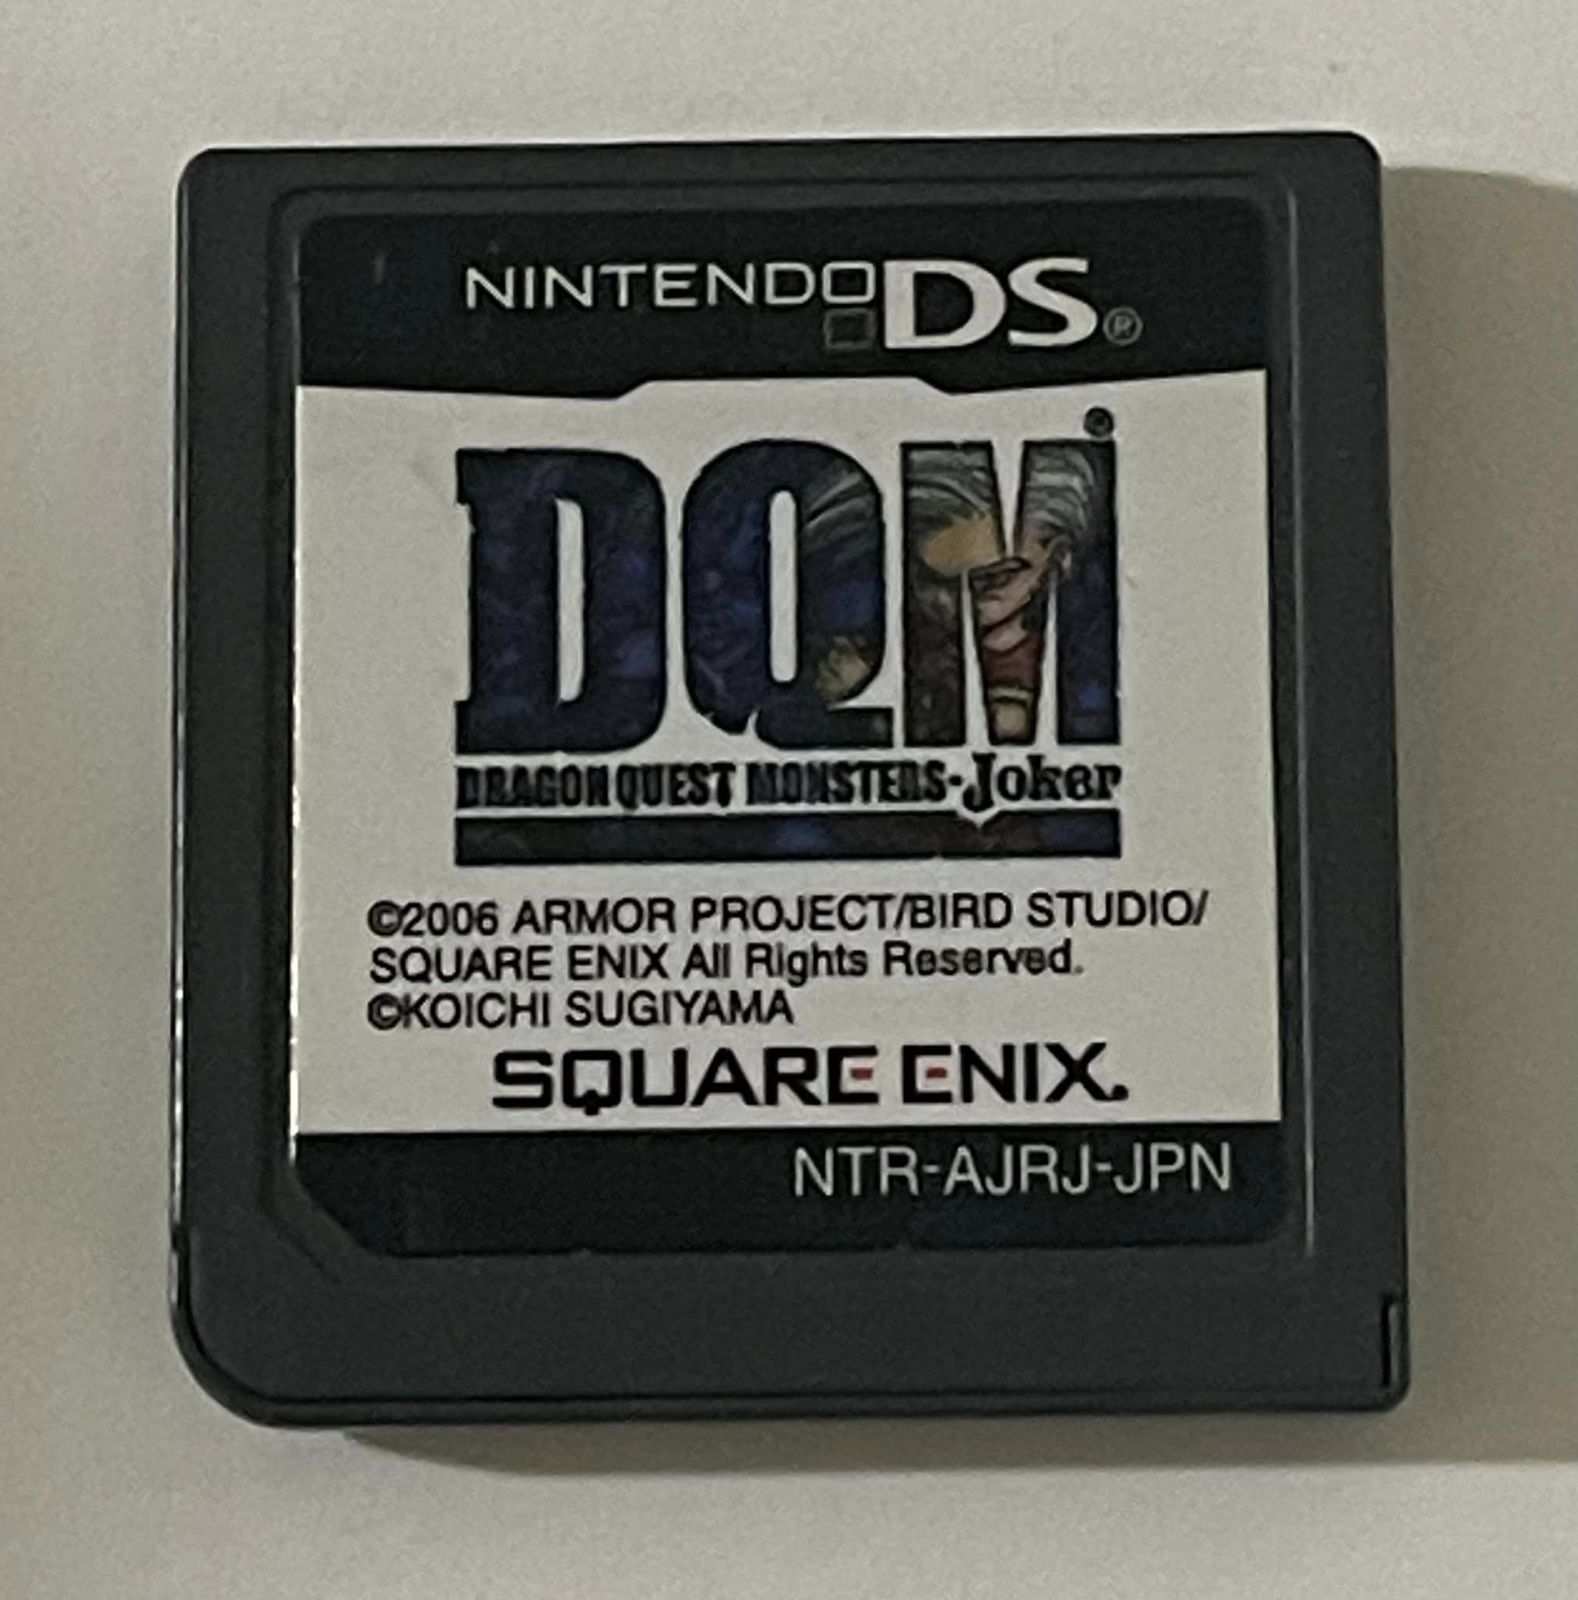 NINTENDO DS®
DQM®
DRAGON QUEST MONSTERS-Joker
©2006 ARMOR PROJECT/BIRD STUDIO/
SQUARE ENIX All Rights Reserved.
©KOICHI SUGIYAMA
SQUARE ENIX.
NTR-AJRJ-JPN